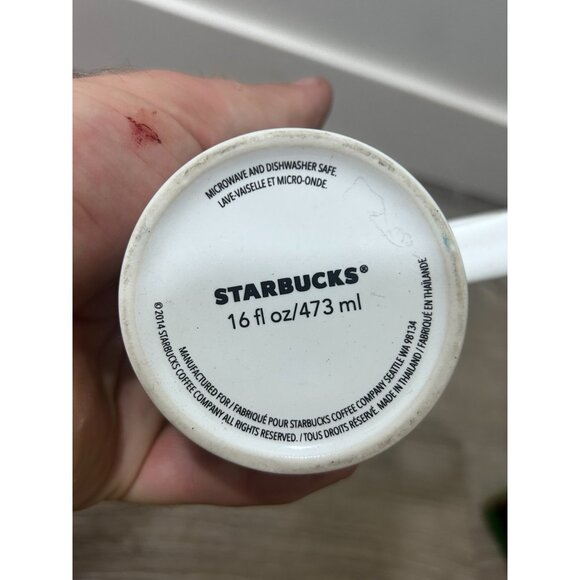 MICROWAVE AND DISHWASHER SAFE.
LAVE-VAISELLE ET MICRO-ONDE.
STARBUCKS®
16 fl oz/473 ml
MANUFACTURED FOR / FABRIQUÉ POUR STARBUCKS COFFEE COMPANY SEATTLE WA 98134
© 2014 STARBUCKS COFFEE COMPANY ALL RIGHTS RESERVED. / TOUS DROITS RÉSERVÉ. MADE IN THAILAND / FABRIQUÉ EN THAÏLANDE